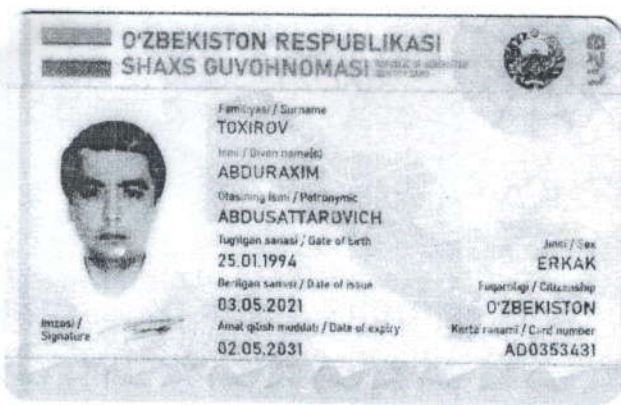 O'ZBEKISTON RESPUBLIKASI
SHAXS GUVOHNOMASI
Familiyasi / Surname
TOXIROV
Ismi / Given name(s)
ABDURAXIM
Otasining ismi / Patronymic
ABDUSATTAROVICH
Tug'ilgan sanasi / Date of birth
25.01.1994
Jinsi / Sex
ERKAK
Berilgan sanasi / Date of issue
03.05.2021
Fuqaroligi / Citizenship
O'ZBEKISTON
Imzosi /
Signature
Amal qilish muddati / Date of expiry
02.05.2031
Karta raqami / Card number
AD0353431